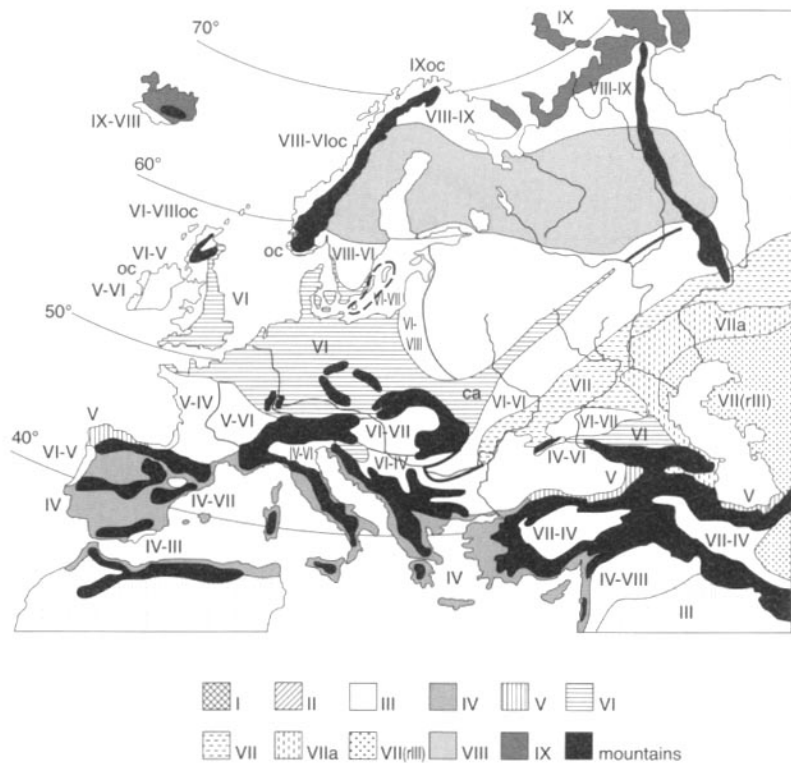 IX
70°
IXoc
VIII-IX
VIII-IX
IX-VIII
VIII-VIoc
60°
VI-VIIIoc
oc
VIII-VI
VI-V
oc
V-VI
VI
VI-VII
50°
VI-VIII
VIIa
VI
VII
ca
VI-VI
VII(rIII)
V-IV
V-VI
VI-VII
VI-VII
VI
V
40°
IV-VI
VI-IV
IV-VI
VI-V
V
V
IV
IV-VII
VII-IV
VII-IV
IV-III
IV
IV-VIII
III
I II III IV V VI
VII VIIa VII(rIII) VIII IX mountains